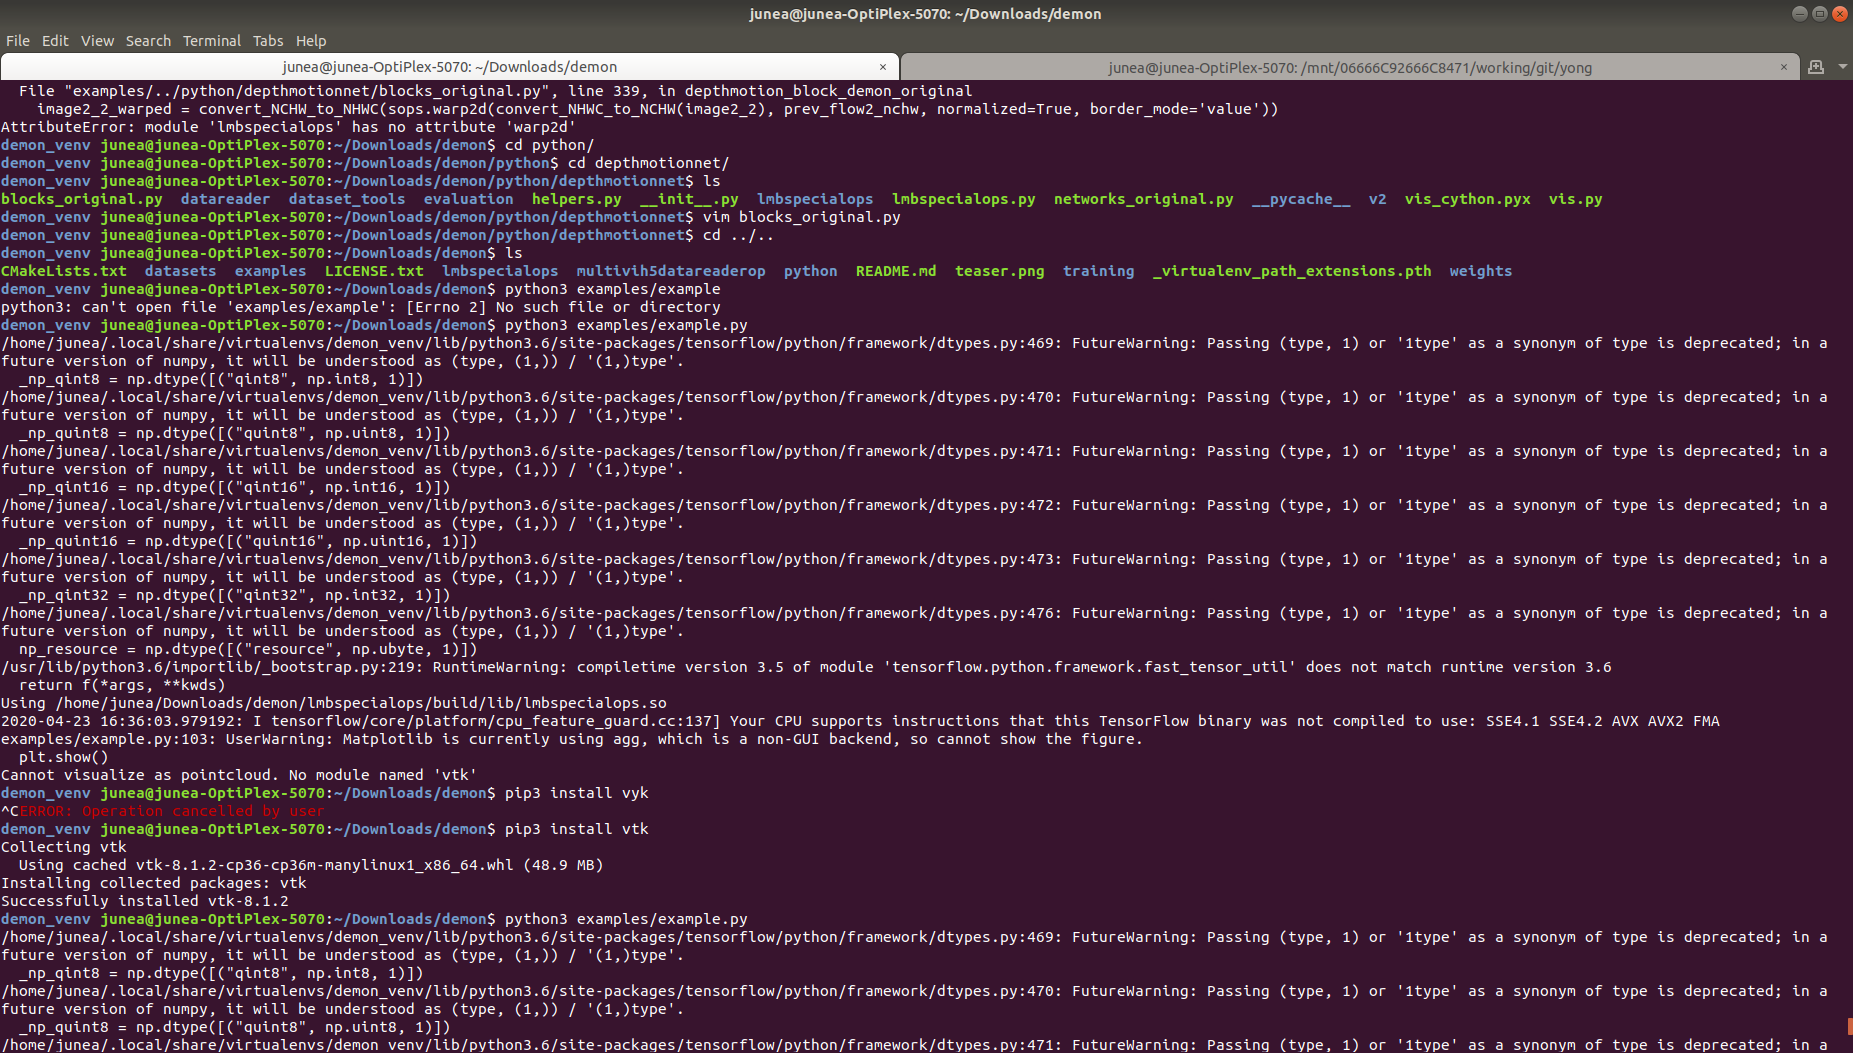 junea@junea-OptiPlex-5070: ~/Downloads/demon
File Edit View Search Terminal Tabs Help
junea@junea-OptiPlex-5070: ~/Downloads/demon × junea@junea-OptiPlex-5070: /mnt/06666C92666C8471/working/git/yong ×
  File "examples/../python/depthmotionnet/blocks_original.py", line 339, in depthmotion_block_demon_original
    image2_2_warped = convert_NCHW_to_NHWC(sops.warp2d(convert_NHWC_to_NCHW(image2_2), prev_flow2_nchw, normalized=True, border_mode='value'))
AttributeError: module 'lmbspecialops' has no attribute 'warp2d'
demon_venv junea@junea-OptiPlex-5070:~/Downloads/demon$ cd python/
demon_venv junea@junea-OptiPlex-5070:~/Downloads/demon/python$ cd depthmotionnet/
demon_venv junea@junea-OptiPlex-5070:~/Downloads/demon/python/depthmotionnet$ ls
blocks_original.py  datareader  dataset_tools  evaluation  helpers.py  __init__.py  lmbspecialops  lmbspecialops.py  networks_original.py  __pycache__  v2  vis_cython.pyx  vis.py
demon_venv junea@junea-OptiPlex-5070:~/Downloads/demon/python/depthmotionnet$ vim blocks_original.py
demon_venv junea@junea-OptiPlex-5070:~/Downloads/demon/python/depthmotionnet$ cd ../..
demon_venv junea@junea-OptiPlex-5070:~/Downloads/demon$ ls
CMakeLists.txt  datasets  examples  LICENSE.txt  lmbspecialops  multivih5datareaderop  python  README.md  teaser.png  training  _virtualenv_path_extensions.pth  weights
demon_venv junea@junea-OptiPlex-5070:~/Downloads/demon$ python3 examples/example
python3: can't open file 'examples/example': [Errno 2] No such file or directory
demon_venv junea@junea-OptiPlex-5070:~/Downloads/demon$ python3 examples/example.py
/home/junea/.local/share/virtualenvs/demon_venv/lib/python3.6/site-packages/tensorflow/python/framework/dtypes.py:469: FutureWarning: Passing (type, 1) or '1type' as a synonym of type is deprecated; in a
future version of numpy, it will be understood as (type, (1,)) / '(1,)type'.
  _np_qint8 = np.dtype([("qint8", np.int8, 1)])
/home/junea/.local/share/virtualenvs/demon_venv/lib/python3.6/site-packages/tensorflow/python/framework/dtypes.py:470: FutureWarning: Passing (type, 1) or '1type' as a synonym of type is deprecated; in a
future version of numpy, it will be understood as (type, (1,)) / '(1,)type'.
  _np_quint8 = np.dtype([("quint8", np.uint8, 1)])
/home/junea/.local/share/virtualenvs/demon_venv/lib/python3.6/site-packages/tensorflow/python/framework/dtypes.py:471: FutureWarning: Passing (type, 1) or '1type' as a synonym of type is deprecated; in a
future version of numpy, it will be understood as (type, (1,)) / '(1,)type'.
  _np_qint16 = np.dtype([("qint16", np.int16, 1)])
/home/junea/.local/share/virtualenvs/demon_venv/lib/python3.6/site-packages/tensorflow/python/framework/dtypes.py:472: FutureWarning: Passing (type, 1) or '1type' as a synonym of type is deprecated; in a
future version of numpy, it will be understood as (type, (1,)) / '(1,)type'.
  _np_quint16 = np.dtype([("quint16", np.uint16, 1)])
/home/junea/.local/share/virtualenvs/demon_venv/lib/python3.6/site-packages/tensorflow/python/framework/dtypes.py:473: FutureWarning: Passing (type, 1) or '1type' as a synonym of type is deprecated; in a
future version of numpy, it will be understood as (type, (1,)) / '(1,)type'.
  _np_qint32 = np.dtype([("qint32", np.int32, 1)])
/home/junea/.local/share/virtualenvs/demon_venv/lib/python3.6/site-packages/tensorflow/python/framework/dtypes.py:476: FutureWarning: Passing (type, 1) or '1type' as a synonym of type is deprecated; in a
future version of numpy, it will be understood as (type, (1,)) / '(1,)type'.
  np_resource = np.dtype([("resource", np.ubyte, 1)])
/usr/lib/python3.6/importlib/_bootstrap.py:219: RuntimeWarning: compiletime version 3.5 of module 'tensorflow.python.framework.fast_tensor_util' does not match runtime version 3.6
  return f(*args, **kwds)
Using /home/junea/Downloads/demon/lmbspecialops/build/lib/lmbspecialops.so
2020-04-23 16:36:03.979192: I tensorflow/core/platform/cpu_feature_guard.cc:137] Your CPU supports instructions that this TensorFlow binary was not compiled to use: SSE4.1 SSE4.2 AVX AVX2 FMA
examples/example.py:103: UserWarning: Matplotlib is currently using agg, which is a non-GUI backend, so cannot show the figure.
  plt.show()
Cannot visualize as pointcloud. No module named 'vtk'
demon_venv junea@junea-OptiPlex-5070:~/Downloads/demon$ pip3 install vyk
^CERROR: Operation cancelled by user
demon_venv junea@junea-OptiPlex-5070:~/Downloads/demon$ pip3 install vtk
Collecting vtk
  Using cached vtk-8.1.2-cp36-cp36m-manylinux1_x86_64.whl (48.9 MB)
Installing collected packages: vtk
Successfully installed vtk-8.1.2
demon_venv junea@junea-OptiPlex-5070:~/Downloads/demon$ python3 examples/example.py
/home/junea/.local/share/virtualenvs/demon_venv/lib/python3.6/site-packages/tensorflow/python/framework/dtypes.py:469: FutureWarning: Passing (type, 1) or '1type' as a synonym of type is deprecated; in a
future version of numpy, it will be understood as (type, (1,)) / '(1,)type'.
  _np_qint8 = np.dtype([("qint8", np.int8, 1)])
/home/junea/.local/share/virtualenvs/demon_venv/lib/python3.6/site-packages/tensorflow/python/framework/dtypes.py:470: FutureWarning: Passing (type, 1) or '1type' as a synonym of type is deprecated; in a
future version of numpy, it will be understood as (type, (1,)) / '(1,)type'.
  _np_quint8 = np.dtype([("quint8", np.uint8, 1)])
/home/junea/.local/share/virtualenvs/demon_venv/lib/python3.6/site-packages/tensorflow/python/framework/dtypes.py:471: FutureWarning: Passing (type, 1) or '1type' as a synonym of type is deprecated; in a